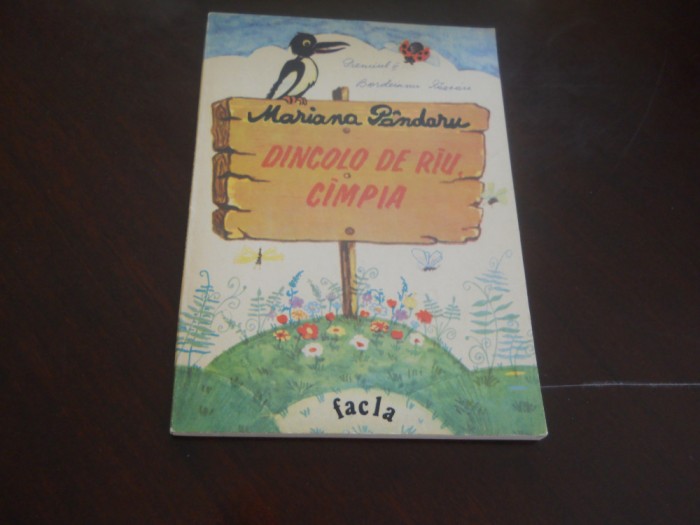 Mariana Pândaru
DINCOLO DE RÎU,
CÎMPIA
facla